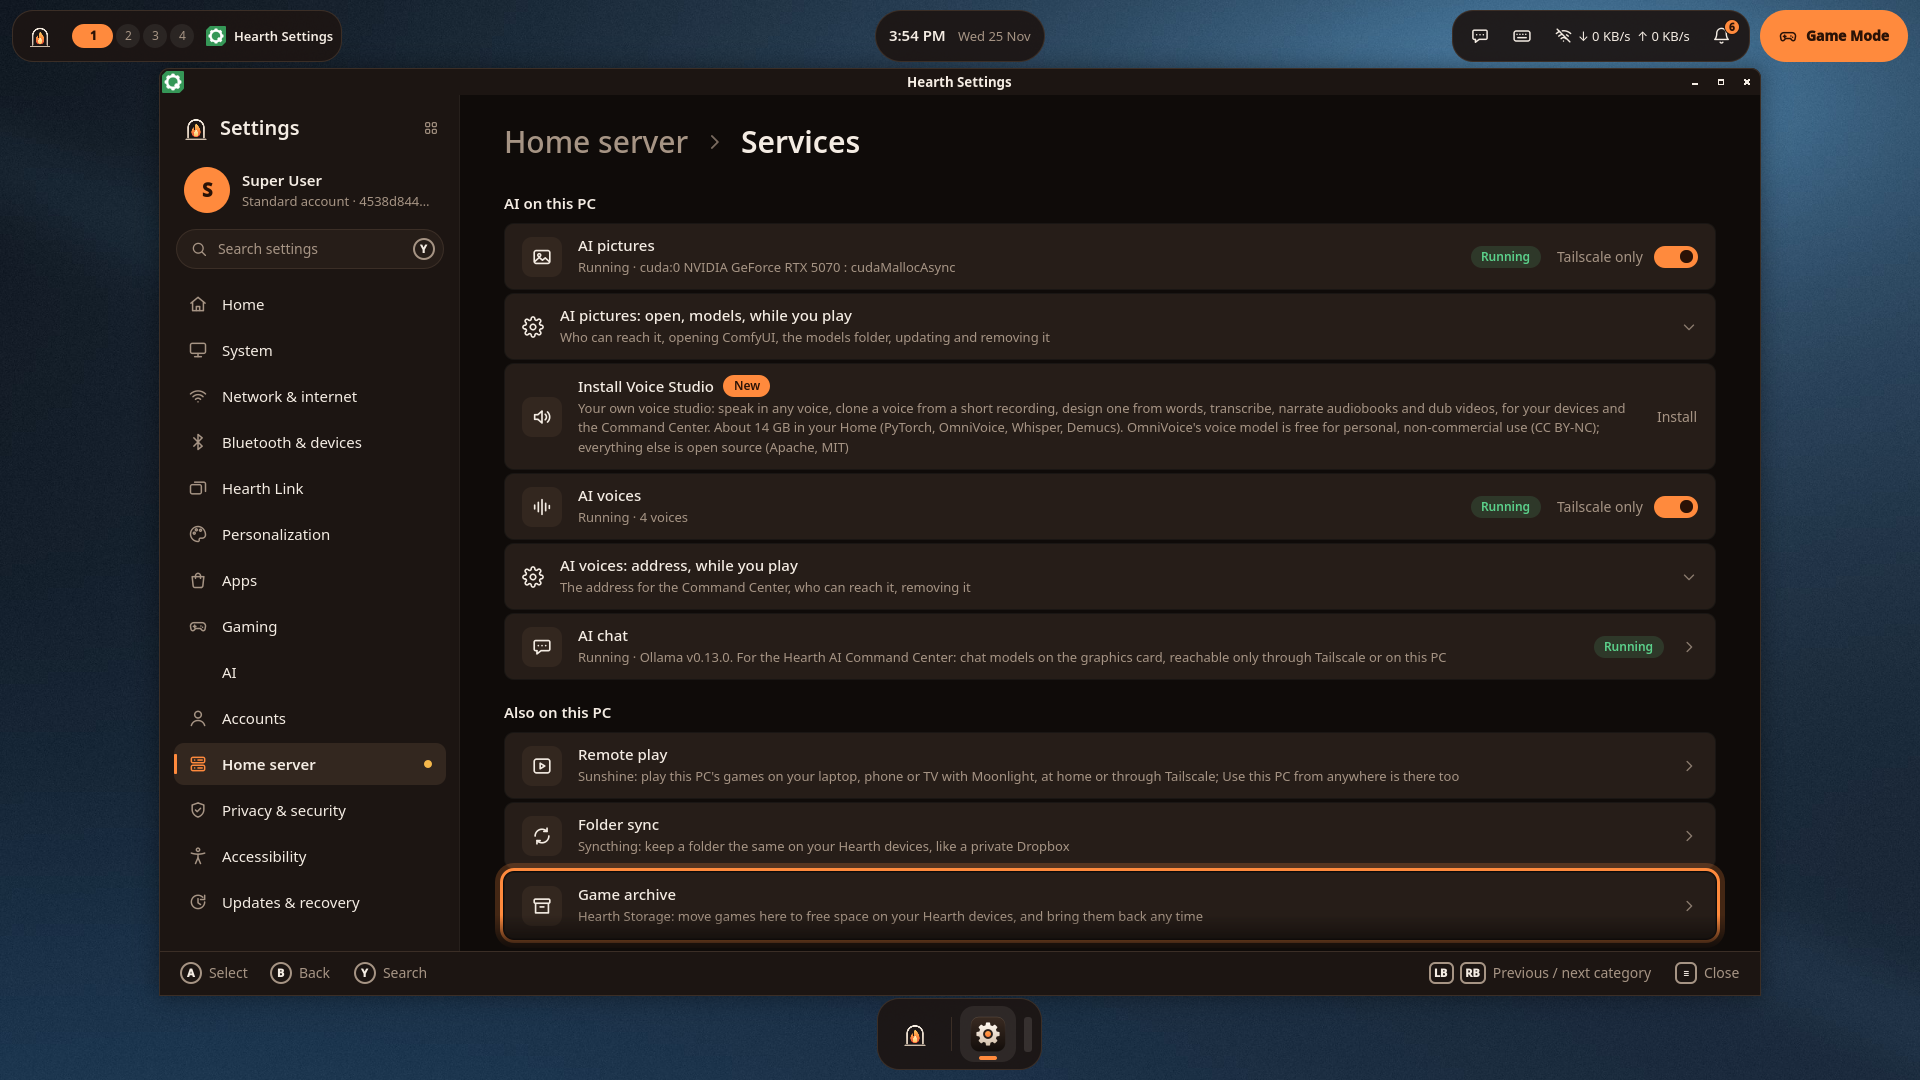 1 2 3 4 Hearth Settings
3:54 PM Wed 25 Nov
↓ 0 KB/s ↑ 0 KB/s 6 Game Mode
Hearth Settings
Settings
S Super User
Standard account · 4538d844...
Search settings Y
Home
System
Network & internet
Bluetooth & devices
Hearth Link
Personalization
Apps
Gaming
AI
Accounts
Home server
Privacy & security
Accessibility
Updates & recovery
Home server > Services
AI on this PC
AI pictures
Running · cuda:0 NVIDIA GeForce RTX 5070 : cudaMallocAsync
Running Tailscale only
AI pictures: open, models, while you play
Who can reach it, opening ComfyUI, the models folder, updating and removing it
Install Voice Studio New
Your own voice studio: speak in any voice, clone a voice from a short recording, design one from words, transcribe, narrate audiobooks and dub videos, for your devices and
the Command Center. About 14 GB in your Home (PyTorch, OmniVoice, Whisper, Demucs). OmniVoice's voice model is free for personal, non-commercial use (CC BY-NC);
everything else is open source (Apache, MIT)
Install
AI voices
Running · 4 voices
Running Tailscale only
AI voices: address, while you play
The address for the Command Center, who can reach it, removing it
AI chat
Running · Ollama v0.13.0. For the Hearth AI Command Center: chat models on the graphics card, reachable only through Tailscale or on this PC
Running
Also on this PC
Remote play
Sunshine: play this PC's games on your laptop, phone or TV with Moonlight, at home or through Tailscale; Use this PC from anywhere is there too
Folder sync
Syncthing: keep a folder the same on your Hearth devices, like a private Dropbox
Game archive
Hearth Storage: move games here to free space on your Hearth devices, and bring them back any time
A Select B Back Y Search
LB RB Previous / next category ≡ Close